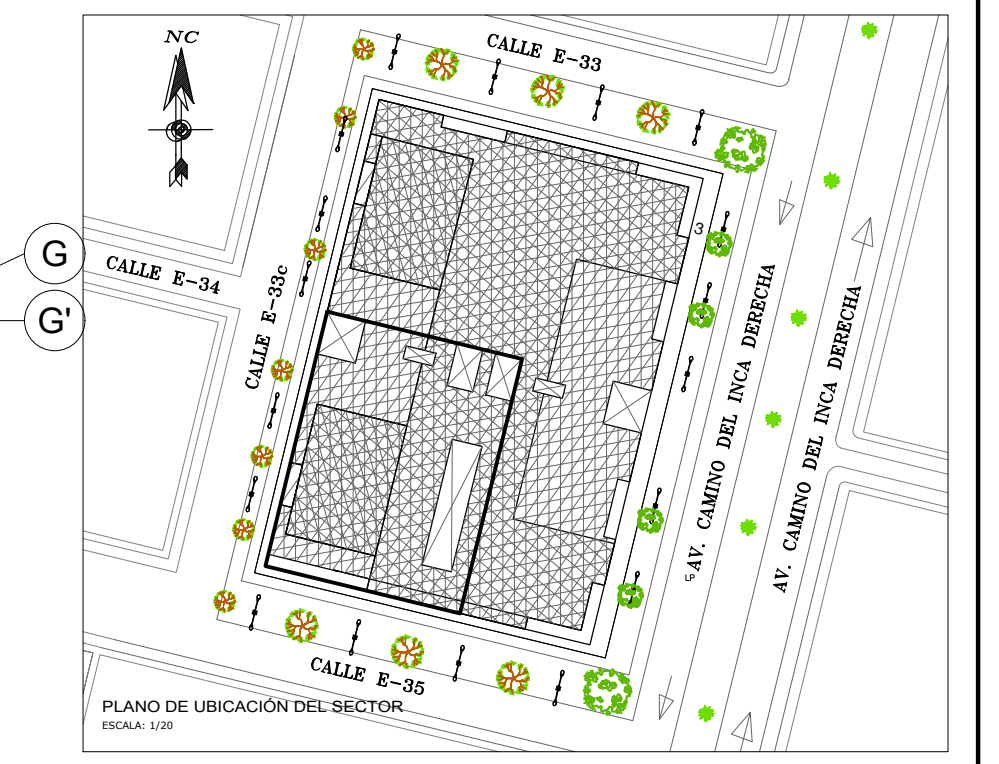 NC
CALLE E-33
G
CALLE E-34
G'
CALLE E-33c
3
AV. CAMINO DEL INCA DERECHA
AV. CAMINO DEL INCA DERECHA
LP
CALLE E-35
PLANO DE UBICACIÓN DEL SECTOR
ESCALA: 1/20